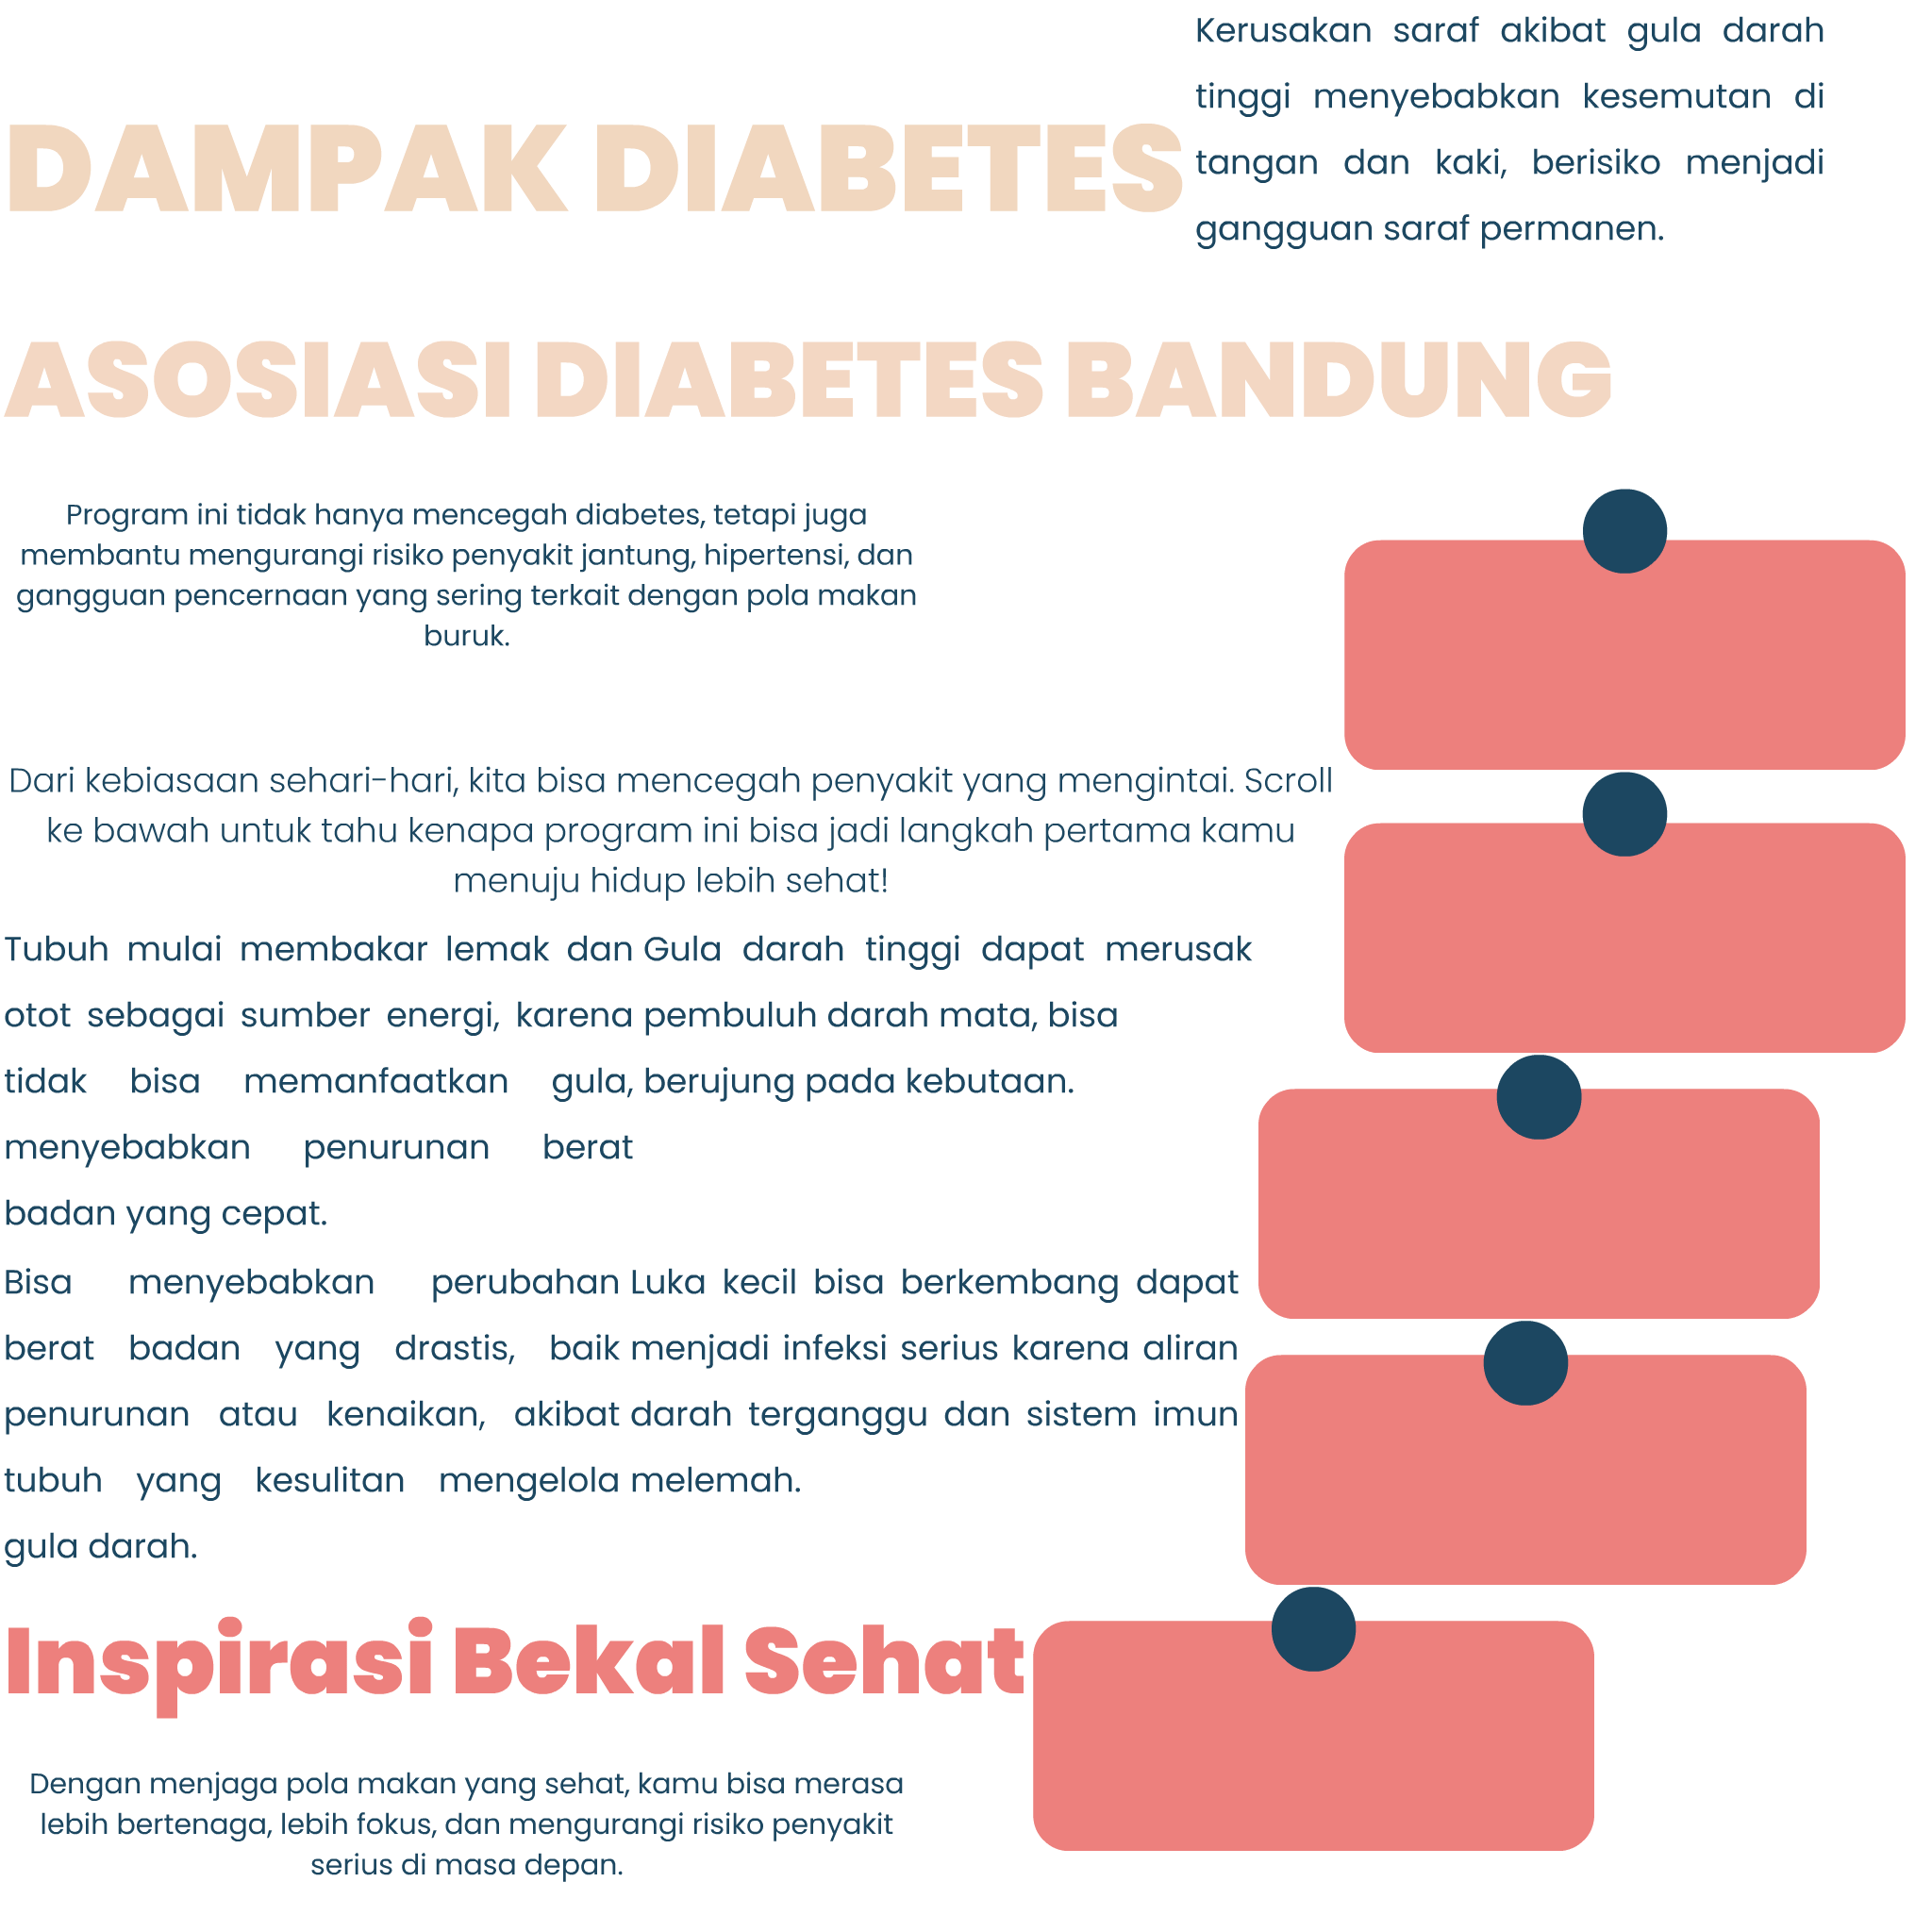 Kerusakan saraf akibat gula darah
tinggi menyebabkan kesemutan di
tangan dan kaki, berisiko menjadi
gangguan saraf permanen.
DAMPAK DIABETES
ASOSIASI DIABETES BANDUNG
Program ini tidak hanya mencegah diabetes, tetapi juga
membantu mengurangi risiko penyakit jantung, hipertensi, dan
gangguan pencernaan yang sering terkait dengan pola makan
buruk.
Dari kebiasaan sehari-hari, kita bisa mencegah penyakit yang mengintai. Scroll
ke bawah untuk tahu kenapa program ini bisa jadi langkah pertama kamu
menuju hidup lebih sehat!
Tubuh mulai membakar lemak dan
otot sebagai sumber energi, karena
tidak bisa memanfaatkan gula,
menyebabkan penurunan berat
badan yang cepat.
Gula darah tinggi dapat merusak
pembuluh darah mata, bisa
berujung pada kebutaan.
Bisa menyebabkan perubahan
berat badan yang drastis, baik
penurunan atau kenaikan, akibat
tubuh yang kesulitan mengelola
gula darah.
Luka kecil bisa berkembang dapat
menjadi infeksi serius karena aliran
darah terganggu dan sistem imun
melemah.
Inspirasi Bekal Sehat
Dengan menjaga pola makan yang sehat, kamu bisa merasa
lebih bertenaga, lebih fokus, dan mengurangi risiko penyakit
serius di masa depan.